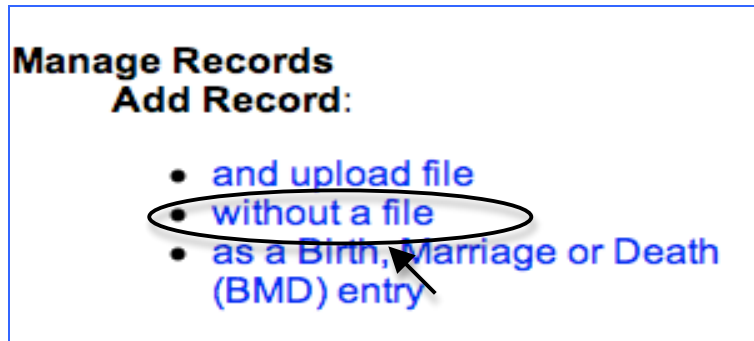 Manage Records
Add Record:
• and upload file
• without a file
• as a Birth, Marriage or Death
(BMD) entry